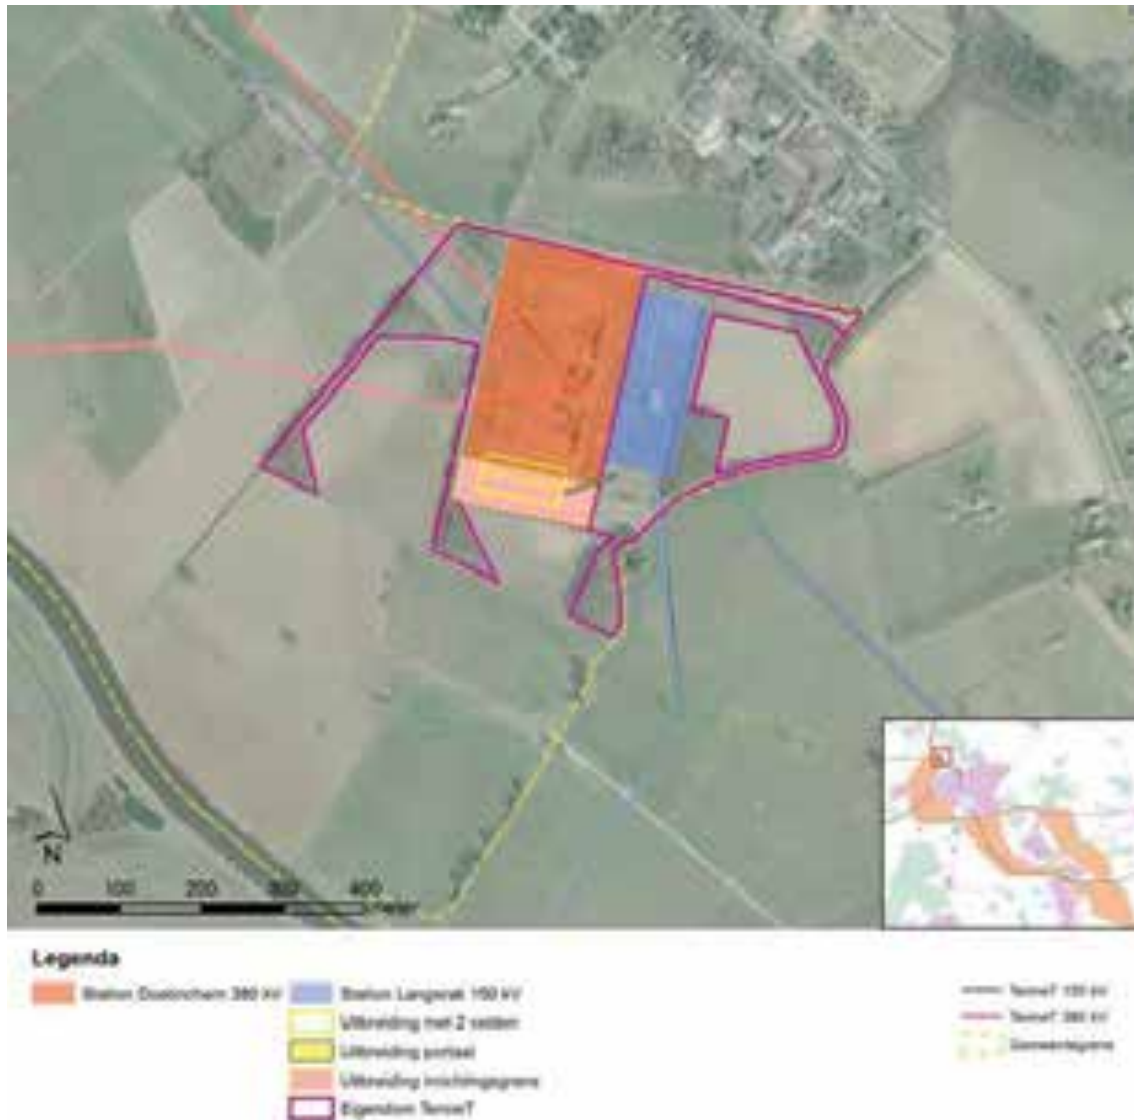 N
0 100 200 300 400
Meter
Legenda
Station Doetinchem 380 kV
Station Langerak 150 kV
Uitbreiding met 2 velden
Uitbreiding portaal
Uitbreiding inrichtingsgrens
Eigendom TenneT
TenneT 150 kV
TenneT 380 kV
Gemeentegrens